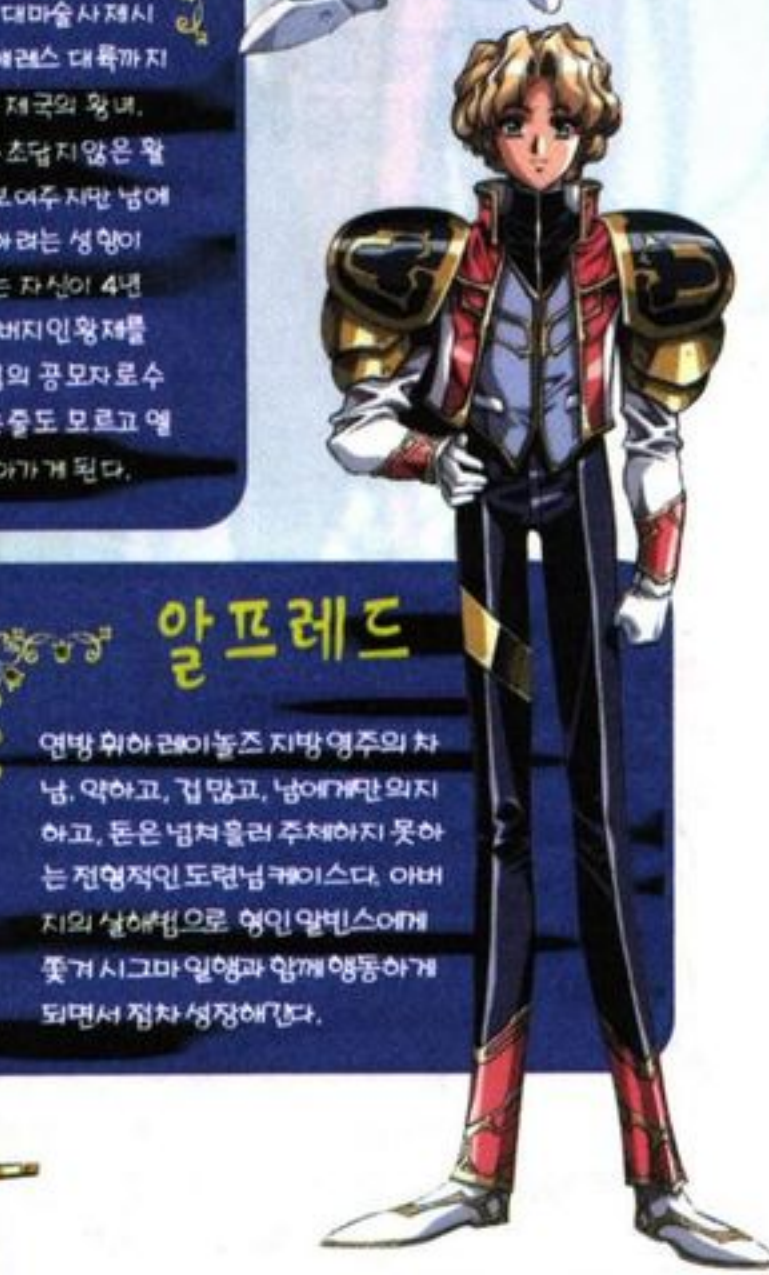 대마술사 제시
대륙까지
제국의 황녀.
초답지 않은 활
보여주지만 남에
하려는 성향이
는 자신이 4년
버지인 황제를
의 공모자로 수
줄도 모르고 엘
아가게 된다.
알프레드
연방 휘하 레이놀즈 지방 영주의 차
남. 약하고, 겁 많고, 남에게만 의지
하고, 돈은 넘쳐 흘러 주체하지 못하
는 전형적인 도련님 케이스다. 아버
지의 살해범으로 형인 알빈스에게
쫓겨 시그마 일행과 함께 행동하게
되면서 점차 성장해간다.